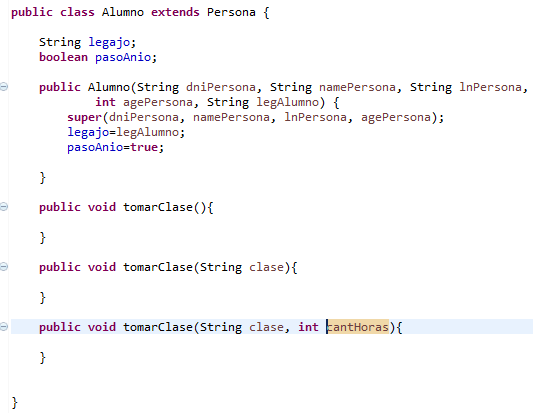 public class Alumno extends Persona {
String legajo;
boolean pasoAnio;
public Alumno(String dniPersona, String namePersona, String lnPersona,
int agePersona, String legAlumno) {
super(dniPersona, namePersona, lnPersona, agePersona);
legajo=legAlumno;
pasoAnio=true;
}
public void tomarClase(){
}
public void tomarClase(String clase){
}
public void tomarClase(String clase, int cantHoras){
}
}